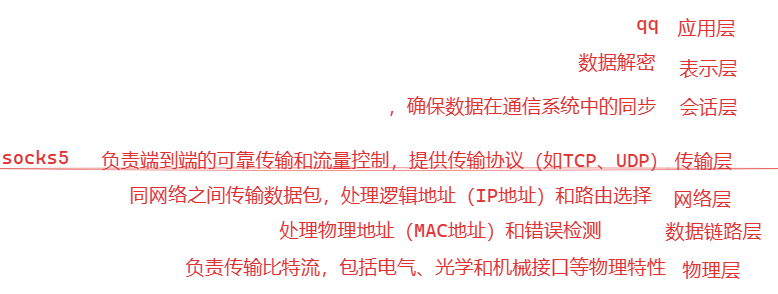 qq 应用层
数据解密 表示层
，确保数据在通信系统中的同步 会话层
socks5 负责端到端的可靠传输和流量控制，提供传输协议（如TCP、UDP） 传输层
同网络之间传输数据包，处理逻辑地址（IP地址）和路由选择 网络层
处理物理地址（MAC地址）和错误检测 数据链路层
负责传输比特流，包括电气、光学和机械接口等物理特性 物理层